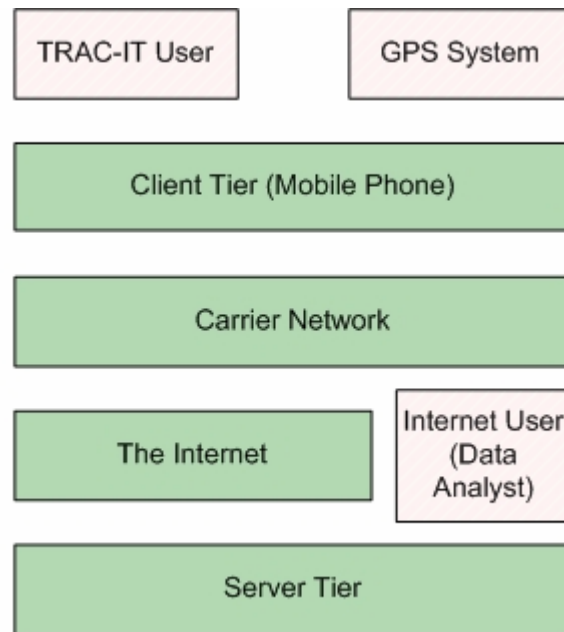 TRAC-IT User
GPS System
Client Tier (Mobile Phone)
Carrier Network
The Internet
Internet User
(Data
Analyst)
Server Tier